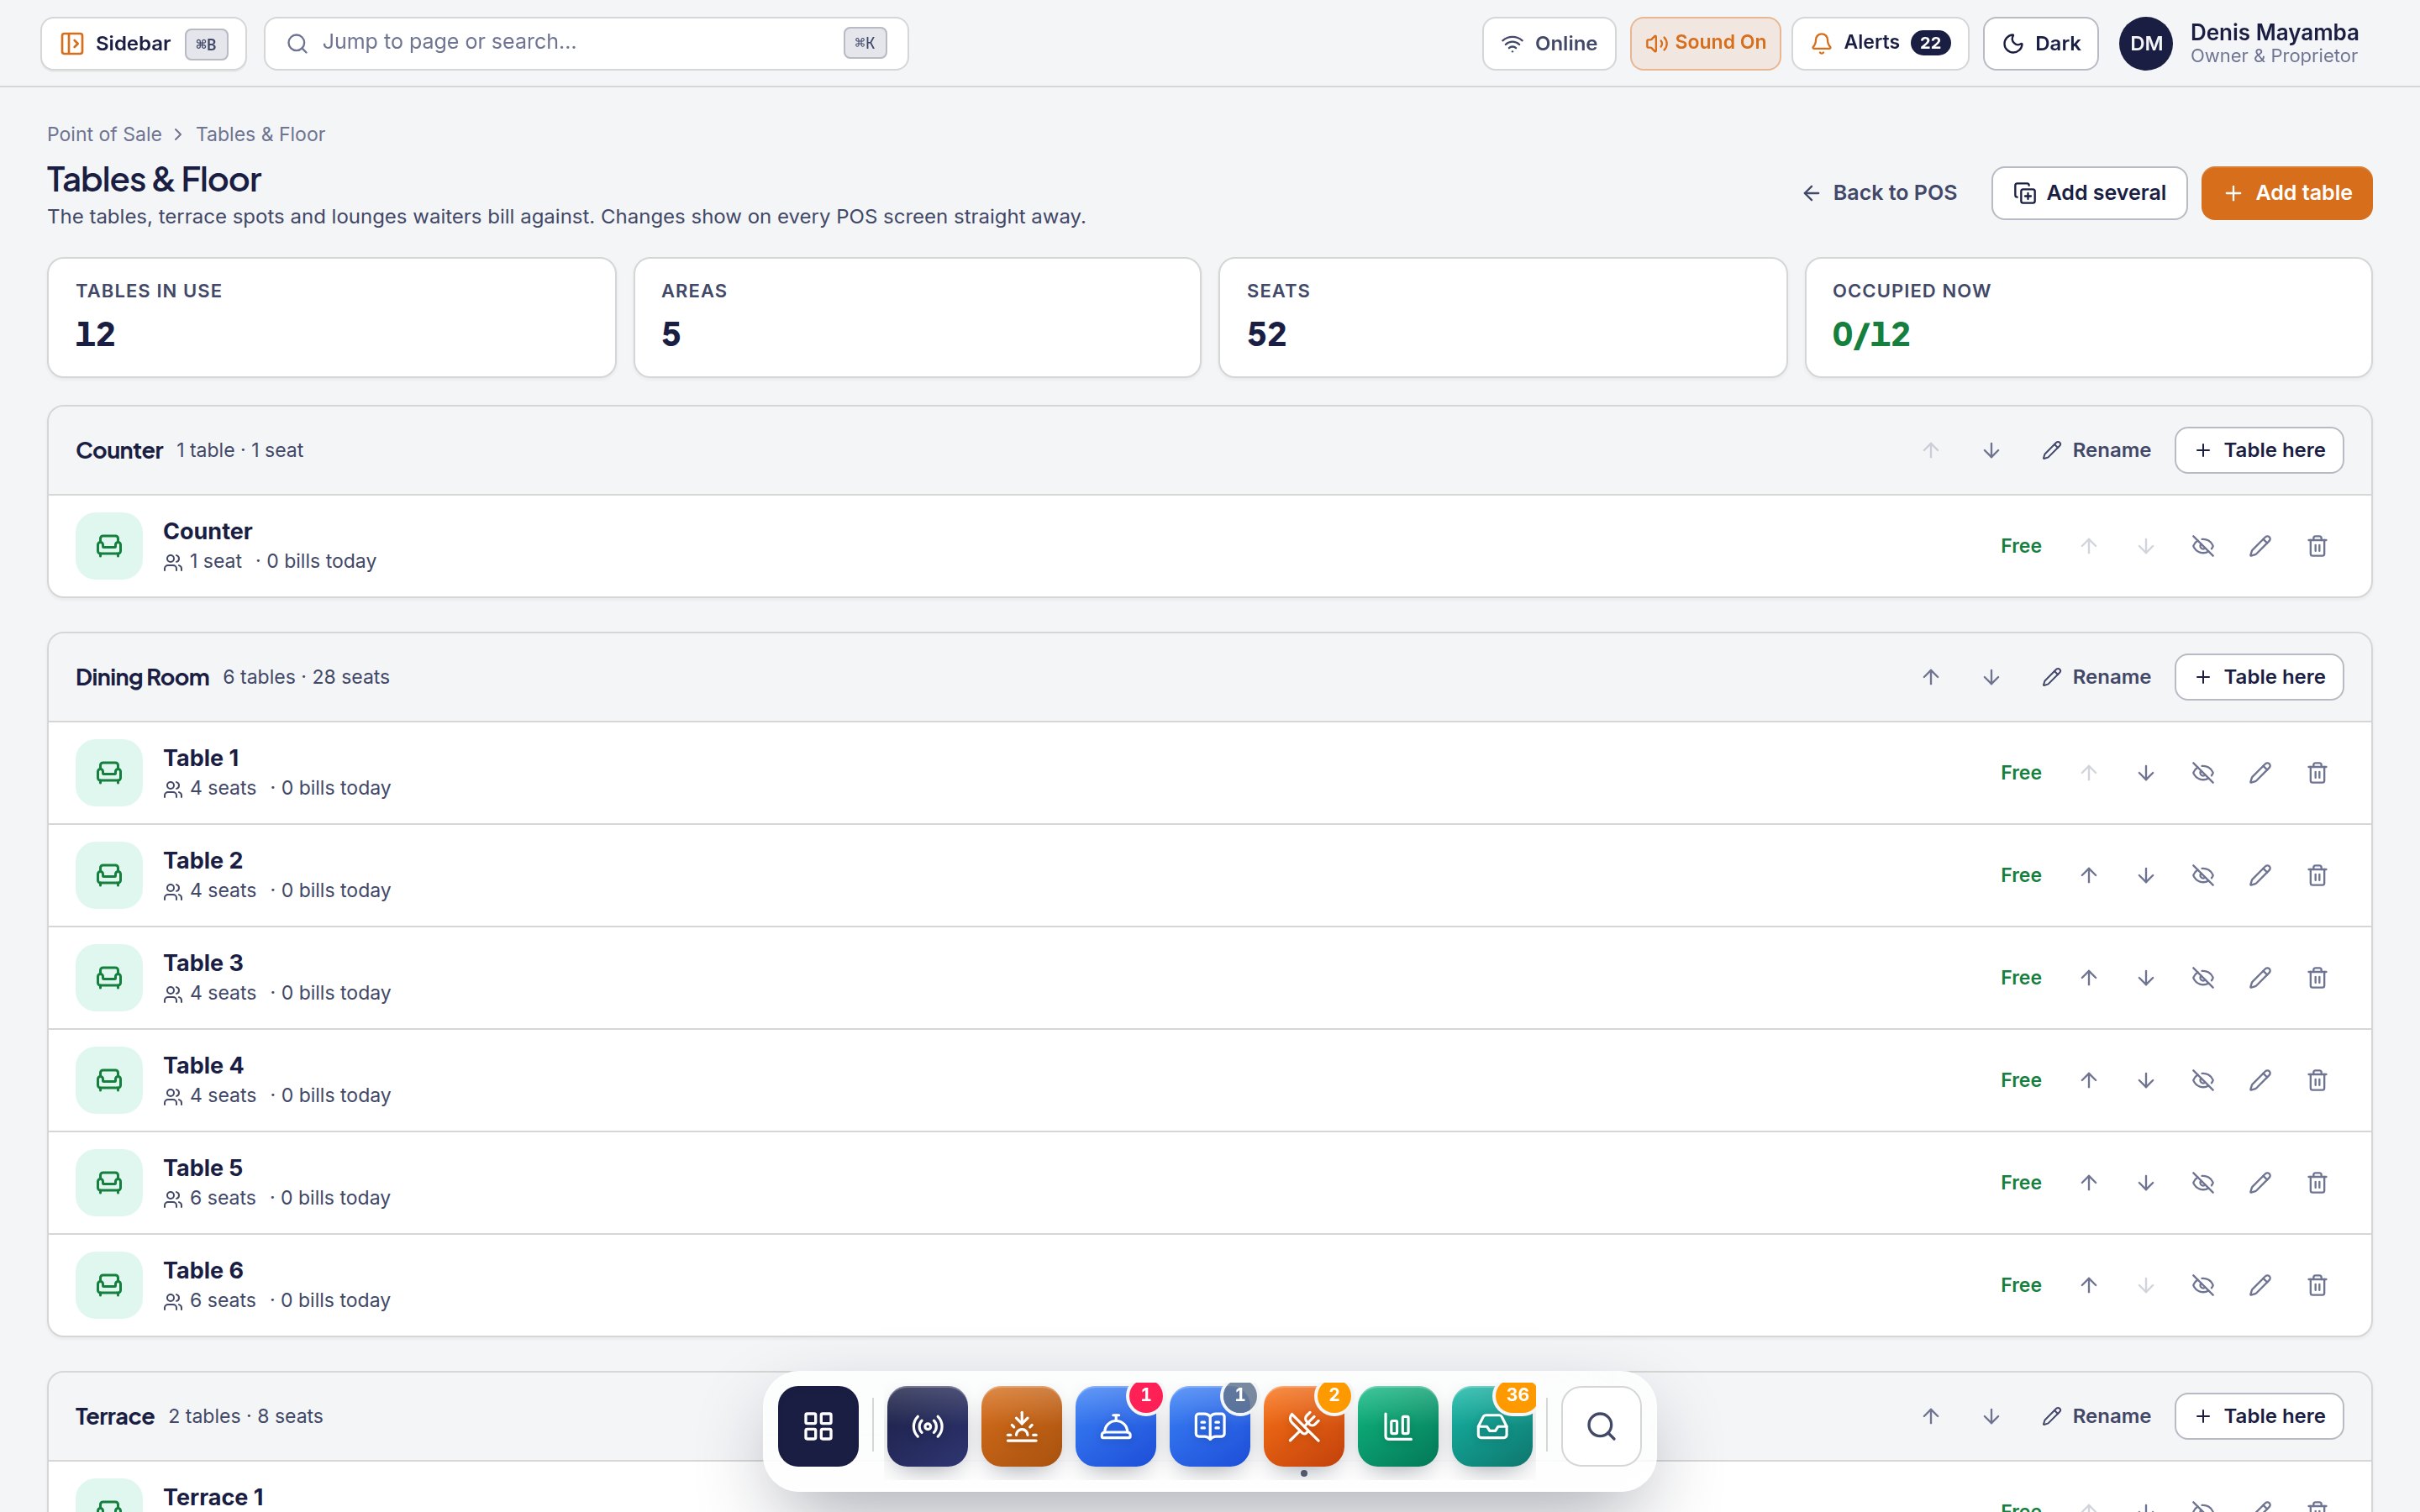 Sidebar ⌘B Jump to page or search... ⌘K Online Sound On Alerts 22 Dark DM Denis Mayamba
Owner & Proprietor
Point of Sale > Tables & Floor
Tables & Floor
The tables, terrace spots and lounges waiters bill against. Changes show on every POS screen straight away.
Back to POS Add several Add table
TABLES IN USE
12
AREAS
5
SEATS
52
OCCUPIED NOW
0/12
Counter 1 table · 1 seat Rename Table here
Counter
1 seat · 0 bills today Free
Dining Room 6 tables · 28 seats Rename Table here
Table 1
4 seats · 0 bills today Free
Table 2
4 seats · 0 bills today Free
Table 3
4 seats · 0 bills today Free
Table 4
4 seats · 0 bills today Free
Table 5
6 seats · 0 bills today Free
Table 6
6 seats · 0 bills today Free
Terrace 2 tables · 8 seats Rename Table here
1 1 2 36
Terrace 1 Free